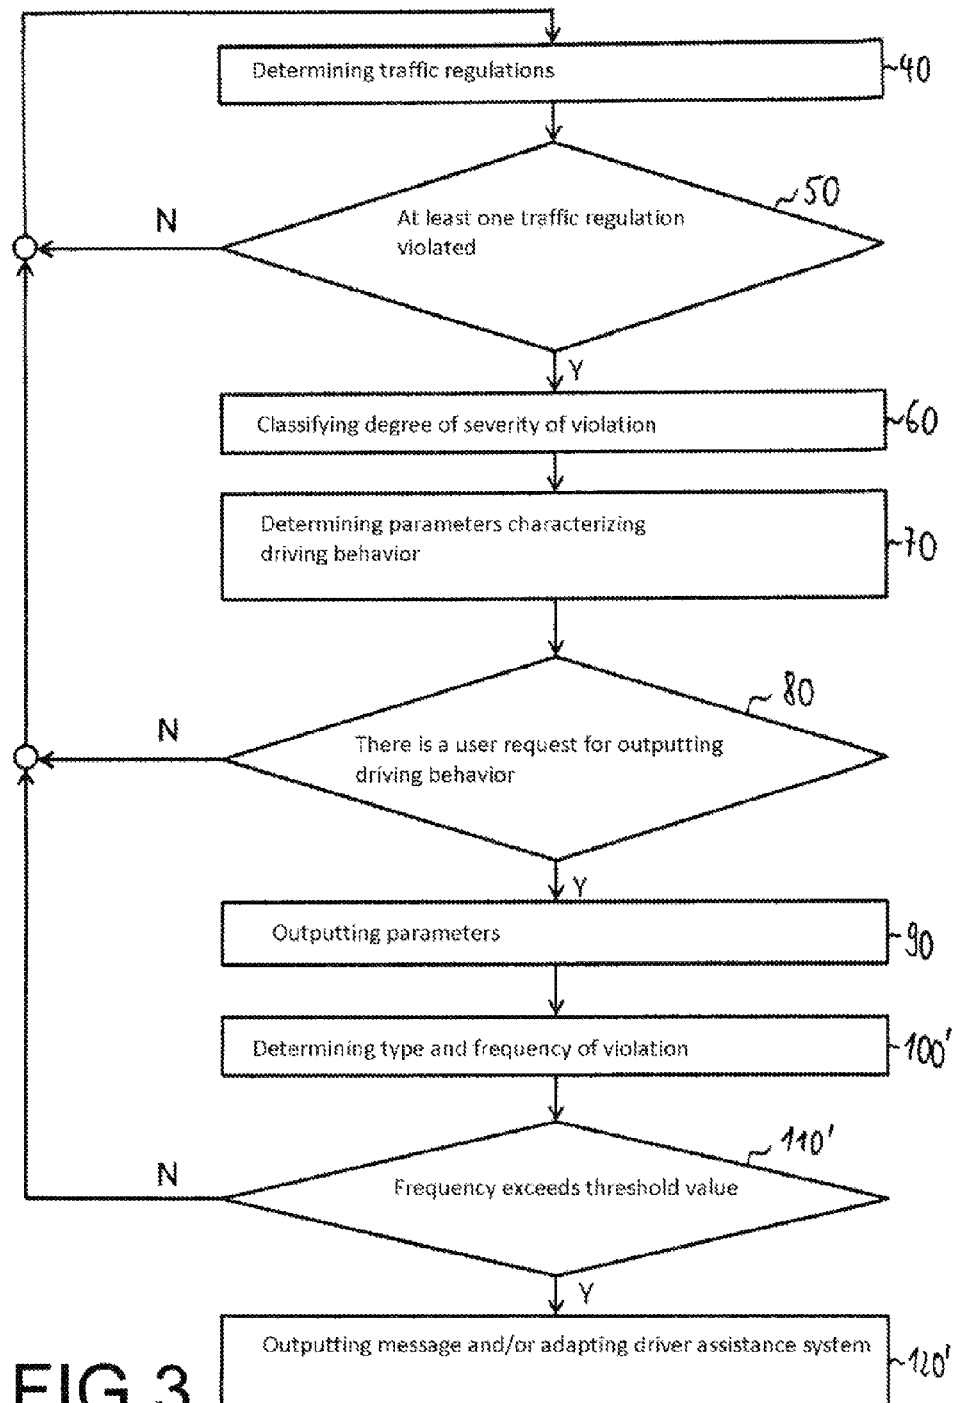 Determining traffic regulations
40
50
At least one traffic regulation
violated
N
Y
Classifying degree of severity of violation
60
Determining parameters characterizing
driving behavior
70
80
There is a user request for outputting
driving behavior
N
Y
Outputting parameters
90
Determining type and frequency of violation
100'
110'
Frequency exceeds threshold value
N
Y
Outputting message and/or adapting driver assistance system
120'
FIG 3